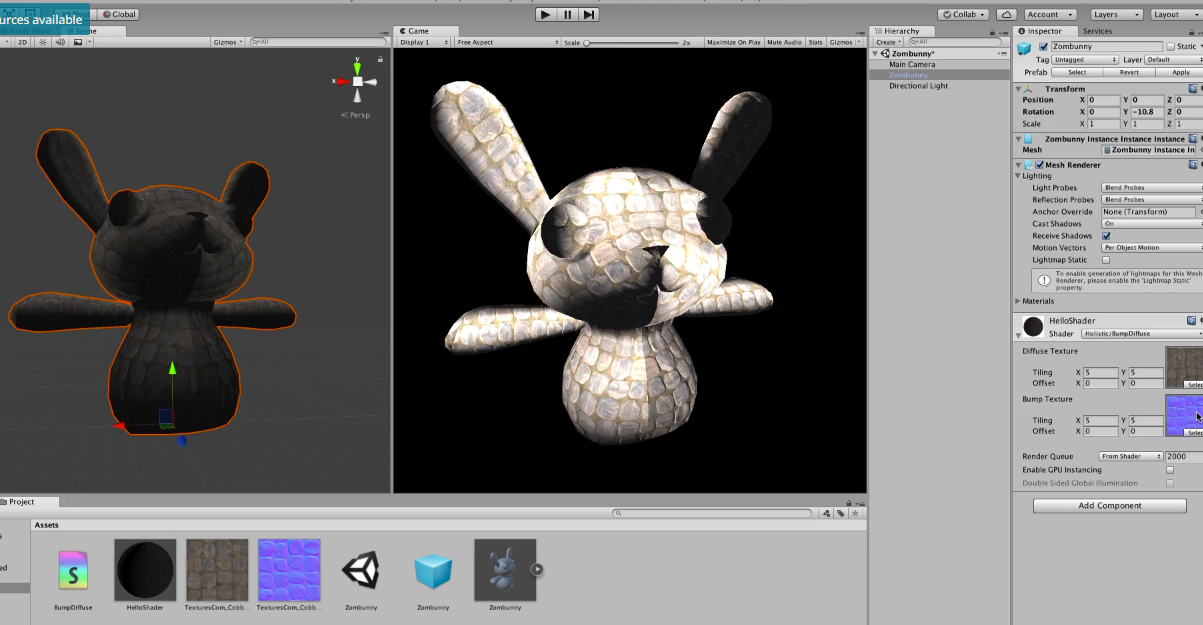 urces available
Global
Collab
Account
Layers
Layout
Scene
2D
Gizmos
All
y
x
Persp
Game
Display 1
Free Aspect
Scale
2x
Maximize On Play
Mute Audio
Stats
Gizmos
Hierarchy
Create
All
Zombunny*
Main Camera
Zombunny
Directional Light
Inspector
Services
Zombunny
Static
Tag
Untagged
Layer
Default
Prefab
Select
Revert
Apply
Transform
Position X 0 Y 0 Z 0
Rotation X 0 Y -10.8 Z 0
Scale X 1 Y 1 Z 1
Zombunny Instance Instance Instance
Mesh
Zombunny Instance In
Mesh Renderer
Lighting
Light Probes
Blend Probes
Reflection Probes
Blend Probes
Anchor Override
None (Transform)
Cast Shadows
On
Receive Shadows
Motion Vectors
Per Object Motion
Lightmap Static
To enable generation of lightmaps for this Mesh
Renderer, please enable the 'Lightmap Static'
property.
Materials
HelloShader
Shader
Holistic/BumpDiffuse
Diffuse Texture
Tiling X 5 Y 5
Offset X 0 Y 0
Selec
Bump Texture
Tiling X 5 Y 5
Offset X 0 Y 0
Selec
Render Queue
From Shader
2000
Enable GPU Instancing
Double Sided Global Illumination
Add Component
Project
Assets
S
BumpDiffuse
HelloShader
TexturesCom_Cobb...
TexturesCom_Cobb...
Zombunny
Zombunny
Zombunny